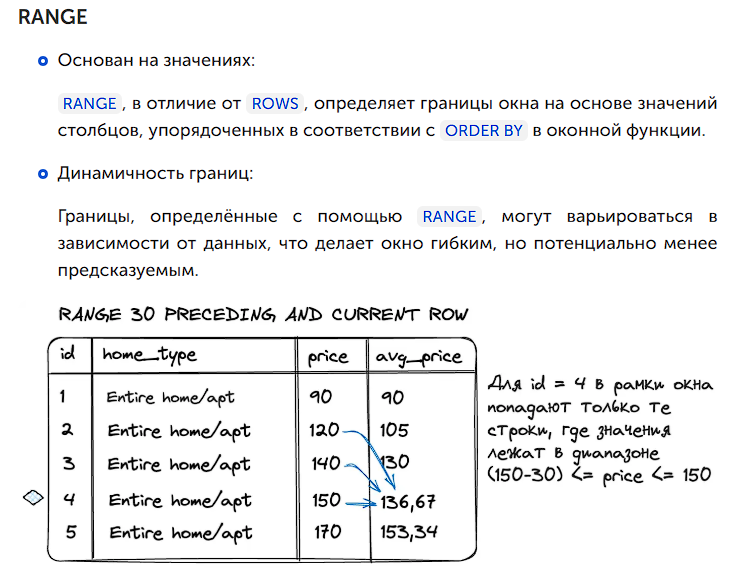 RANGE
Основан на значениях:
RANGE, в отличие от ROWS, определяет границы окна на основе значений
столбцов, упорядоченных в соответствии с ORDER BY в оконной функции.
Динамичность границ:
Границы, определённые с помощью RANGE, могут варьироваться в
зависимости от данных, что делает окно гибким, но потенциально менее
предсказуемым.
RANGE 30 PRECEDING AND CURRENT ROW
id home_type price avg_price
1 Entire home/apt 90 90
2 Entire home/apt 120 105
3 Entire home/apt 140 130
4 Entire home/apt 150 136,67
5 Entire home/apt 170 153,34
Для id = 4 в рамки окна
попадают только те
строки, где значения
лежат в диапазоне
(150-30) <= price <= 150